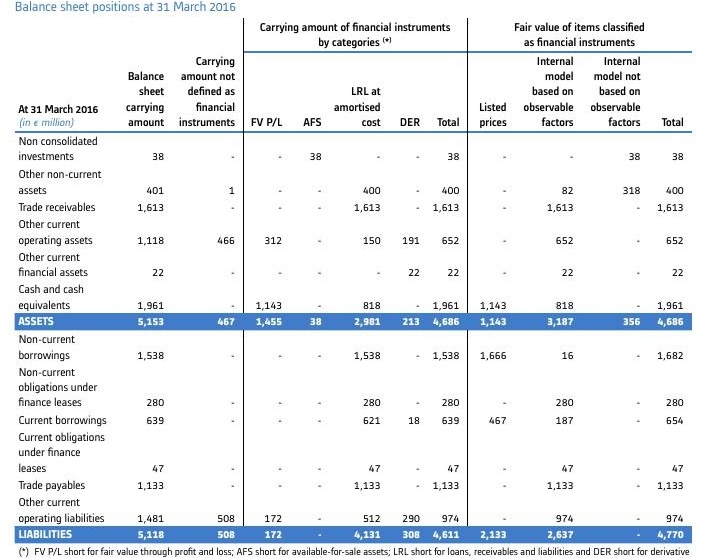 Balance sheet positions at 31 March 2016
Carrying amount of financial instruments by categories (*)
Fair value of items classified as financial instruments
At 31 March 2016 (in € million) Balance sheet carrying amount Carrying amount not defined as financial instruments FV P/L AFS LRL at amortised cost DER Total Listed prices Internal model based on observable factors Internal model not based on observable factors Total
Non consolidated
investments 38 - - 38 - - 38 - - 38 38
Other non-current
assets 401 1 - - 400 - 400 - 82 318 400
Trade receivables 1,613 - - - 1,613 - 1,613 - 1,613 - 1,613
Other current
operating assets 1,118 466 312 - 150 191 652 - 652 - 652
Other current
financial assets 22 - - - - 22 22 - 22 - 22
Cash and cash
equivalents 1,961 - 1,143 - 818 - 1,961 1,143 818 - 1,961
ASSETS 5,153 467 1,455 38 2,981 213 4,686 1,143 3,187 356 4,686
Non-current
borrowings 1,538 - - - 1,538 - 1,538 1,666 16 - 1,682
Non-current
obligations under
finance leases 280 - - - 280 - 280 - 280 - 280
Current borrowings 639 - - - 621 18 639 467 187 - 654
Current obligations
under finance
leases 47 - - - 47 - 47 - 47 - 47
Trade payables 1,133 - - - 1,133 - 1,133 - 1,133 - 1,133
Other current
operating liabilities 1,481 508 172 - 512 290 974 - 974 - 974
LIABILITIES 5,118 508 172 - 4,131 308 4,611 2,133 2,637 - 4,770
(*) FV P/L short for fair value through profit and loss; AFS short for available-for-sale assets; LRL short for loans, receivables and liabilities and DER short for derivative